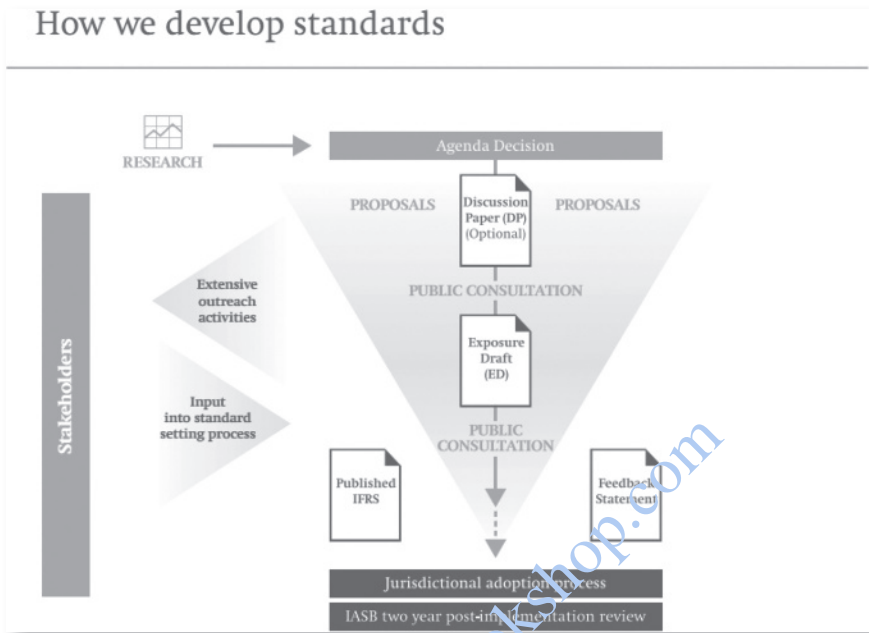 How we develop standards
RESEARCH
Agenda Decision
PROPOSALS
Discussion
Paper (DP)
(Optional)
PROPOSALS
Extensive
outreach
activities
PUBLIC CONSULTATION
Exposure
Draft
(ED)
Stakeholders
Input
into standard
setting process
PUBLIC
CONSULTATION
Published
IFRS
Feedback
Statement
Jurisdictional adoption process
IASB two year post-implementation review
kshop.com